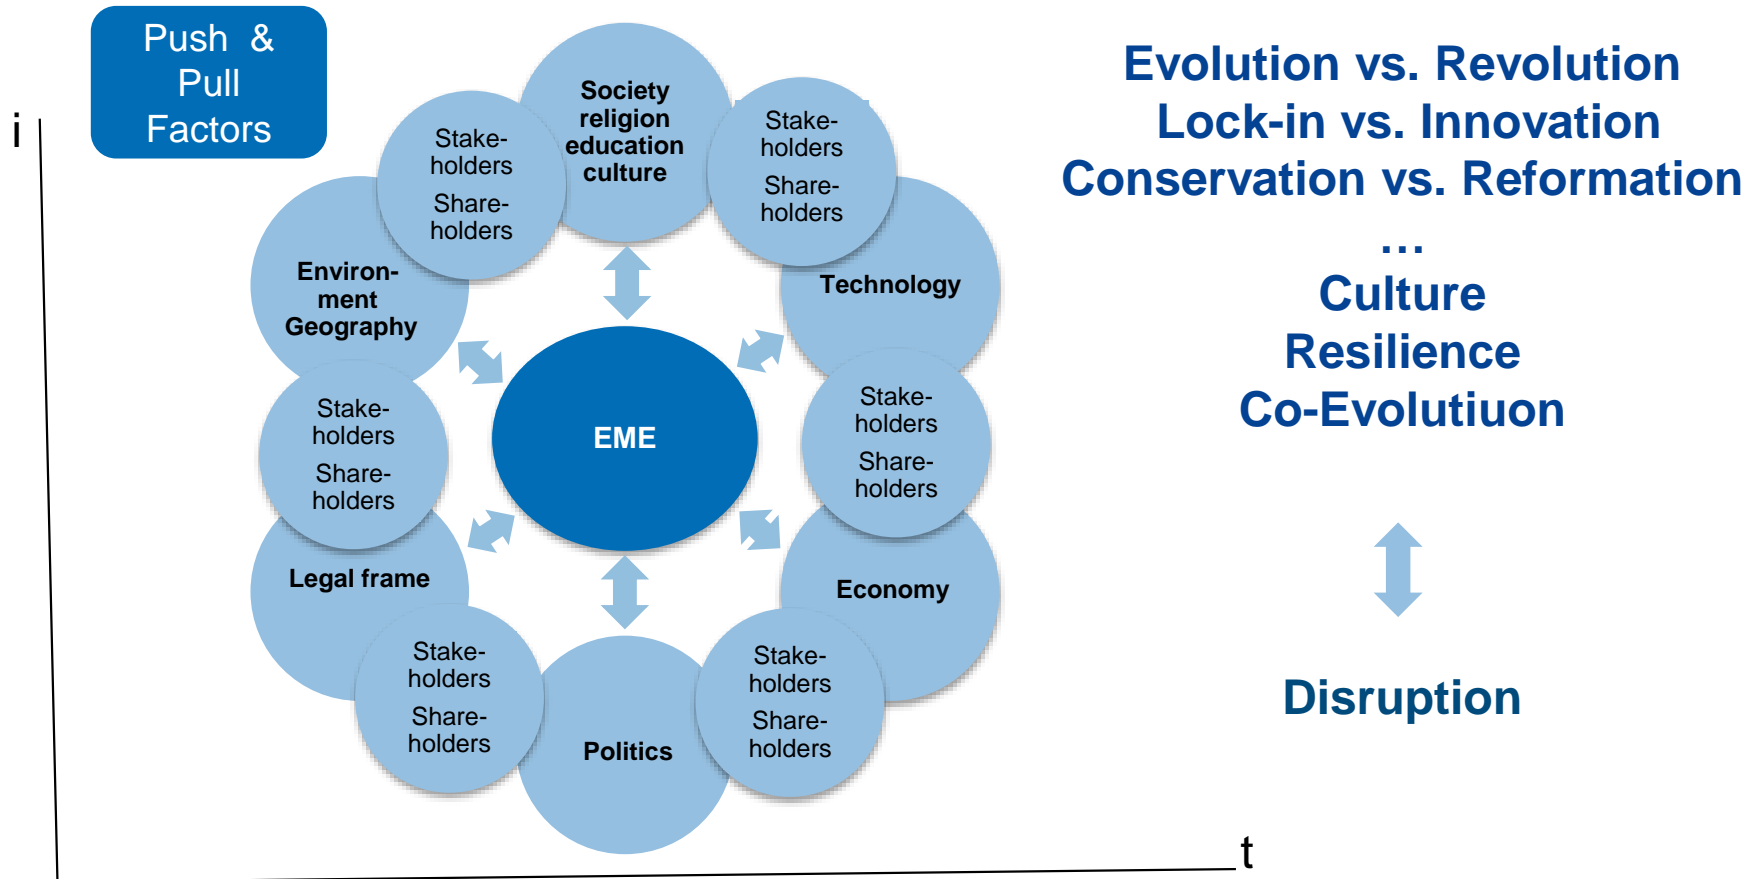 Push &
Pull
Factors
i
Society
religion
education
culture
Stake-
holders
Share-
holders
Stake-
holders
Share-
holders
Environ-
ment
Geography
Technology
Stake-
holders
Share-
holders
EME
Stake-
holders
Share-
holders
Legal frame
Economy
Stake-
holders
Share-
holders
Politics
Stake-
holders
Share-
holders
t
Evolution vs. Revolution
Lock-in vs. Innovation
Conservation vs. Reformation
…
Culture
Resilience
Co-Evolutiuon
Disruption